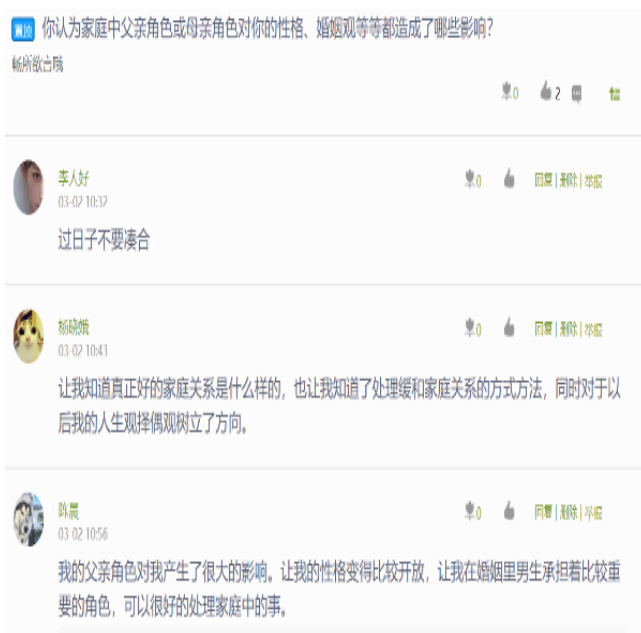 置顶 你认为家庭中父亲角色或母亲角色对你的性格、婚姻观等等都造成了哪些影响?
畅所欲言哦
0 2
李人好
0 回复 | 删除 | 举报
03-02 10:32
过日子不要凑合
0 回复 | 删除 | 举报
03-02 10:43
让我知道真正好的家庭关系是什么样的，也让我知道了处理缓和家庭关系的方式方法，同时对于以
后我的人生观择偶观树立了方向。
陈晨
0 回复 | 删除 | 举报
03-02 10:56
我的父亲角色对我产生了很大的影响。让我的性格变得比较开放，让我在婚姻里男生承担着比较重
要的角色，可以很好的处理家庭中的事。